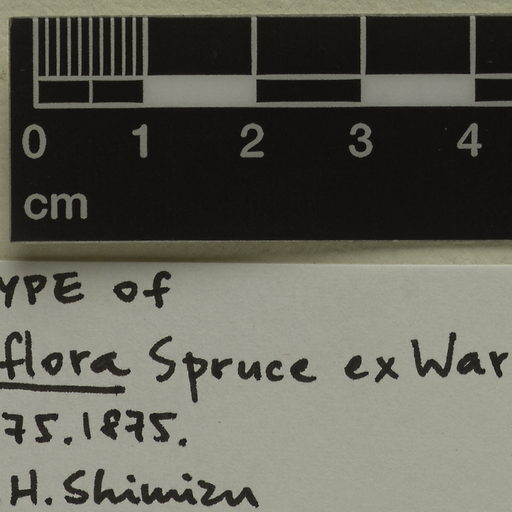 0 1 2 3 4
cm
YPE of
flora Spruce ex War
75.1875.
.H. Shimizu